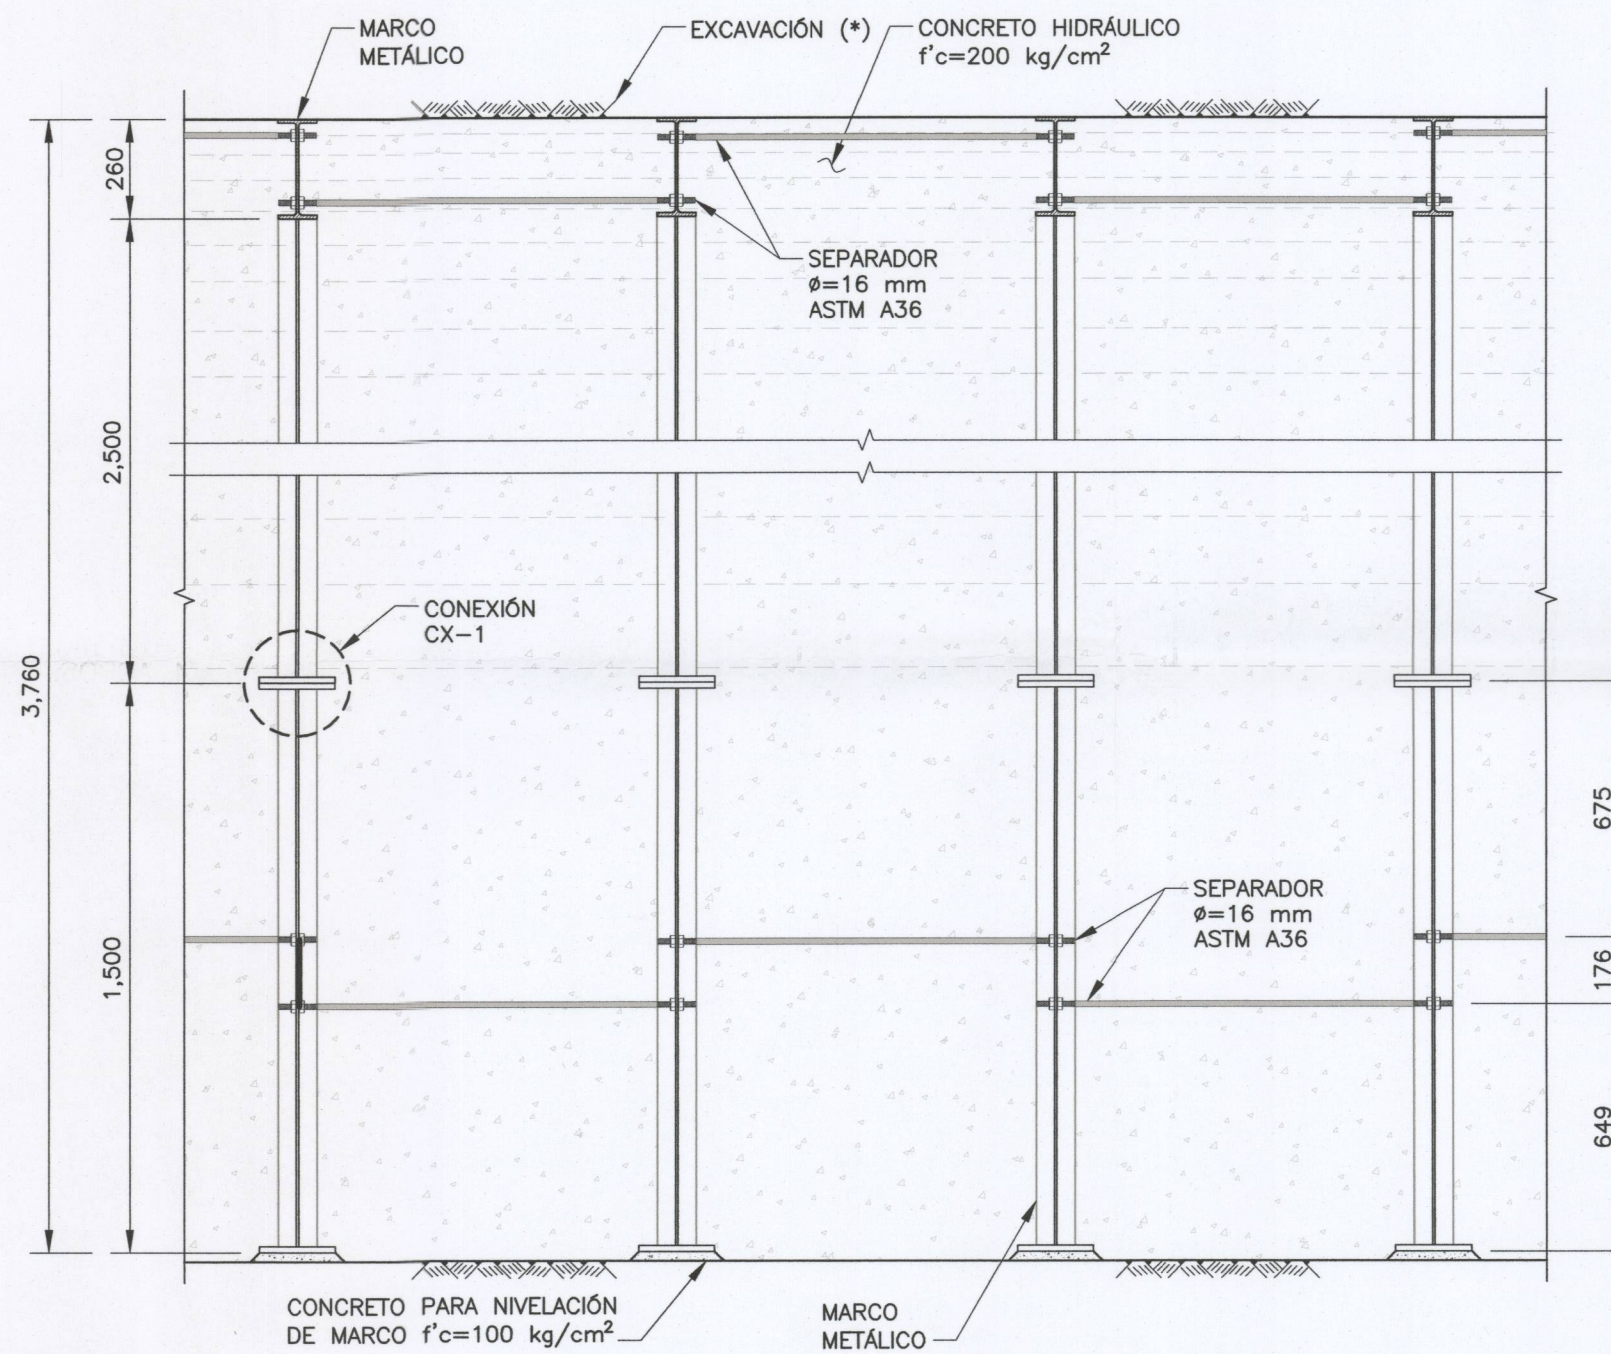 MARCO
METÁLICO
EXCAVACIÓN (*)
CONCRETO HIDRÁULICO
f'c=200 kg/cm²
260
2,500
3,760
1,500
SEPARADOR
ø=16 mm
ASTM A36
CONEXIÓN
CX-1
SEPARADOR
ø=16 mm
ASTM A36
675
176
649
CONCRETO PARA NIVELACIÓN
DE MARCO f'c=100 kg/cm²
MARCO
METÁLICO